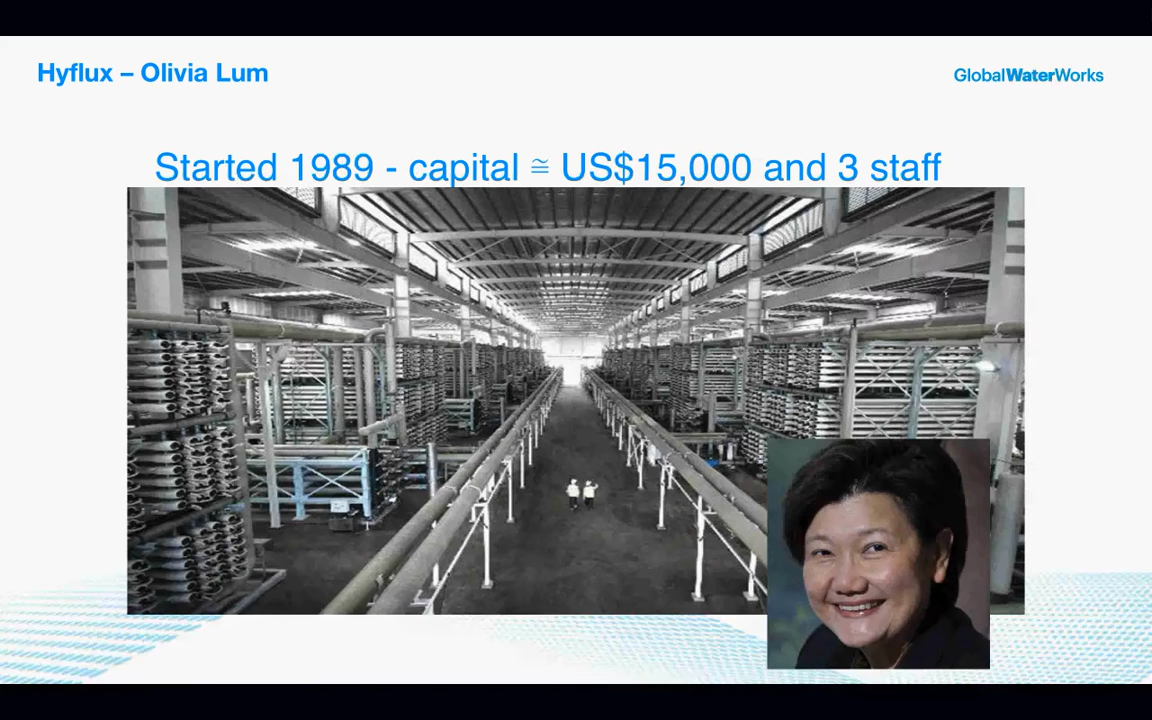 Hyflux – Olivia Lum
GlobalWaterWorks
Started 1989 - capital ≅ US$15,000 and 3 staff